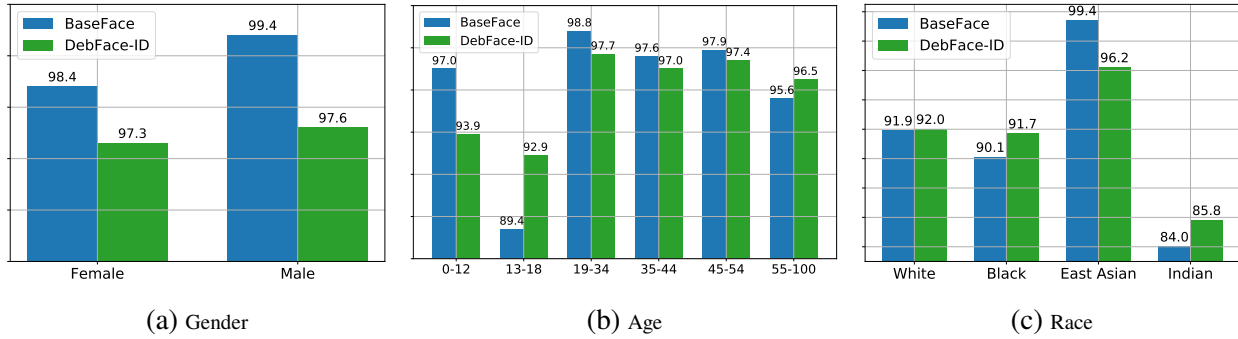 BaseFace
DebFace-ID
98.4
97.3
99.4
97.6
Female Male
(a) Gender
BaseFace
DebFace-ID
97.0
93.9
89.4
92.9
98.8
97.7
97.6
97.0
97.9
97.4
95.6
96.5
0-12 13-18 19-34 35-44 45-54 55-100
(b) Age
BaseFace
DebFace-ID
91.9 92.0
90.1
91.7
99.4
96.2
84.0
85.8
White Black East Asian Indian
(c) Race